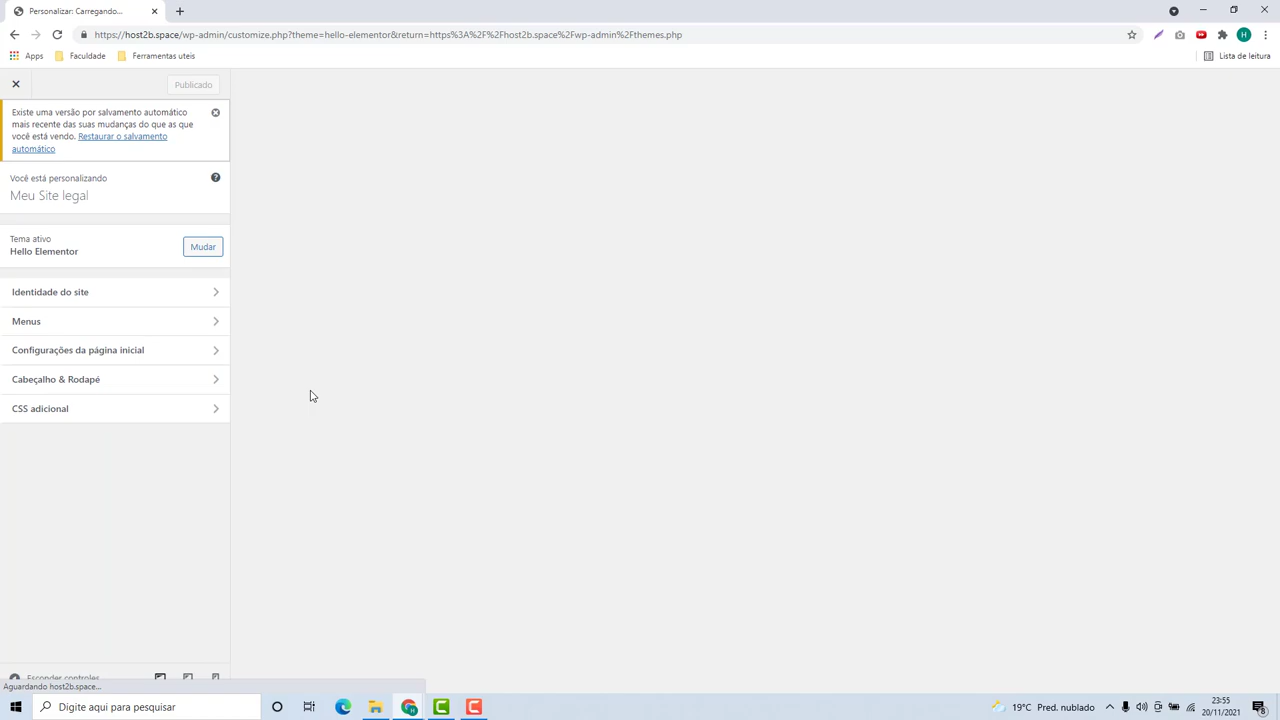 Personalizar: Carregando...
https://host2b.space/wp-admin/customize.php?theme=hello-elementor&return=https%3A%2F%2Fhost2b.space%2Fwp-admin%2Fthemes.php
H
Apps
Faculdade
Ferramentas uteis
Lista de leitura
Publicado
Existe uma versão por salvamento automático
mais recente das suas mudanças do que as que
você está vendo. Restaurar o salvamento
automático
Você está personalizando
Meu Site legal
Tema ativo
Hello Elementor
Mudar
Identidade do site
Menus
Configurações da página inicial
Cabeçalho & Rodapé
CSS adicional
Esconder controles
Aguardando host2b.space...
Digite aqui para pesquisar
19°C Pred. nublado
23:55
20/11/2021